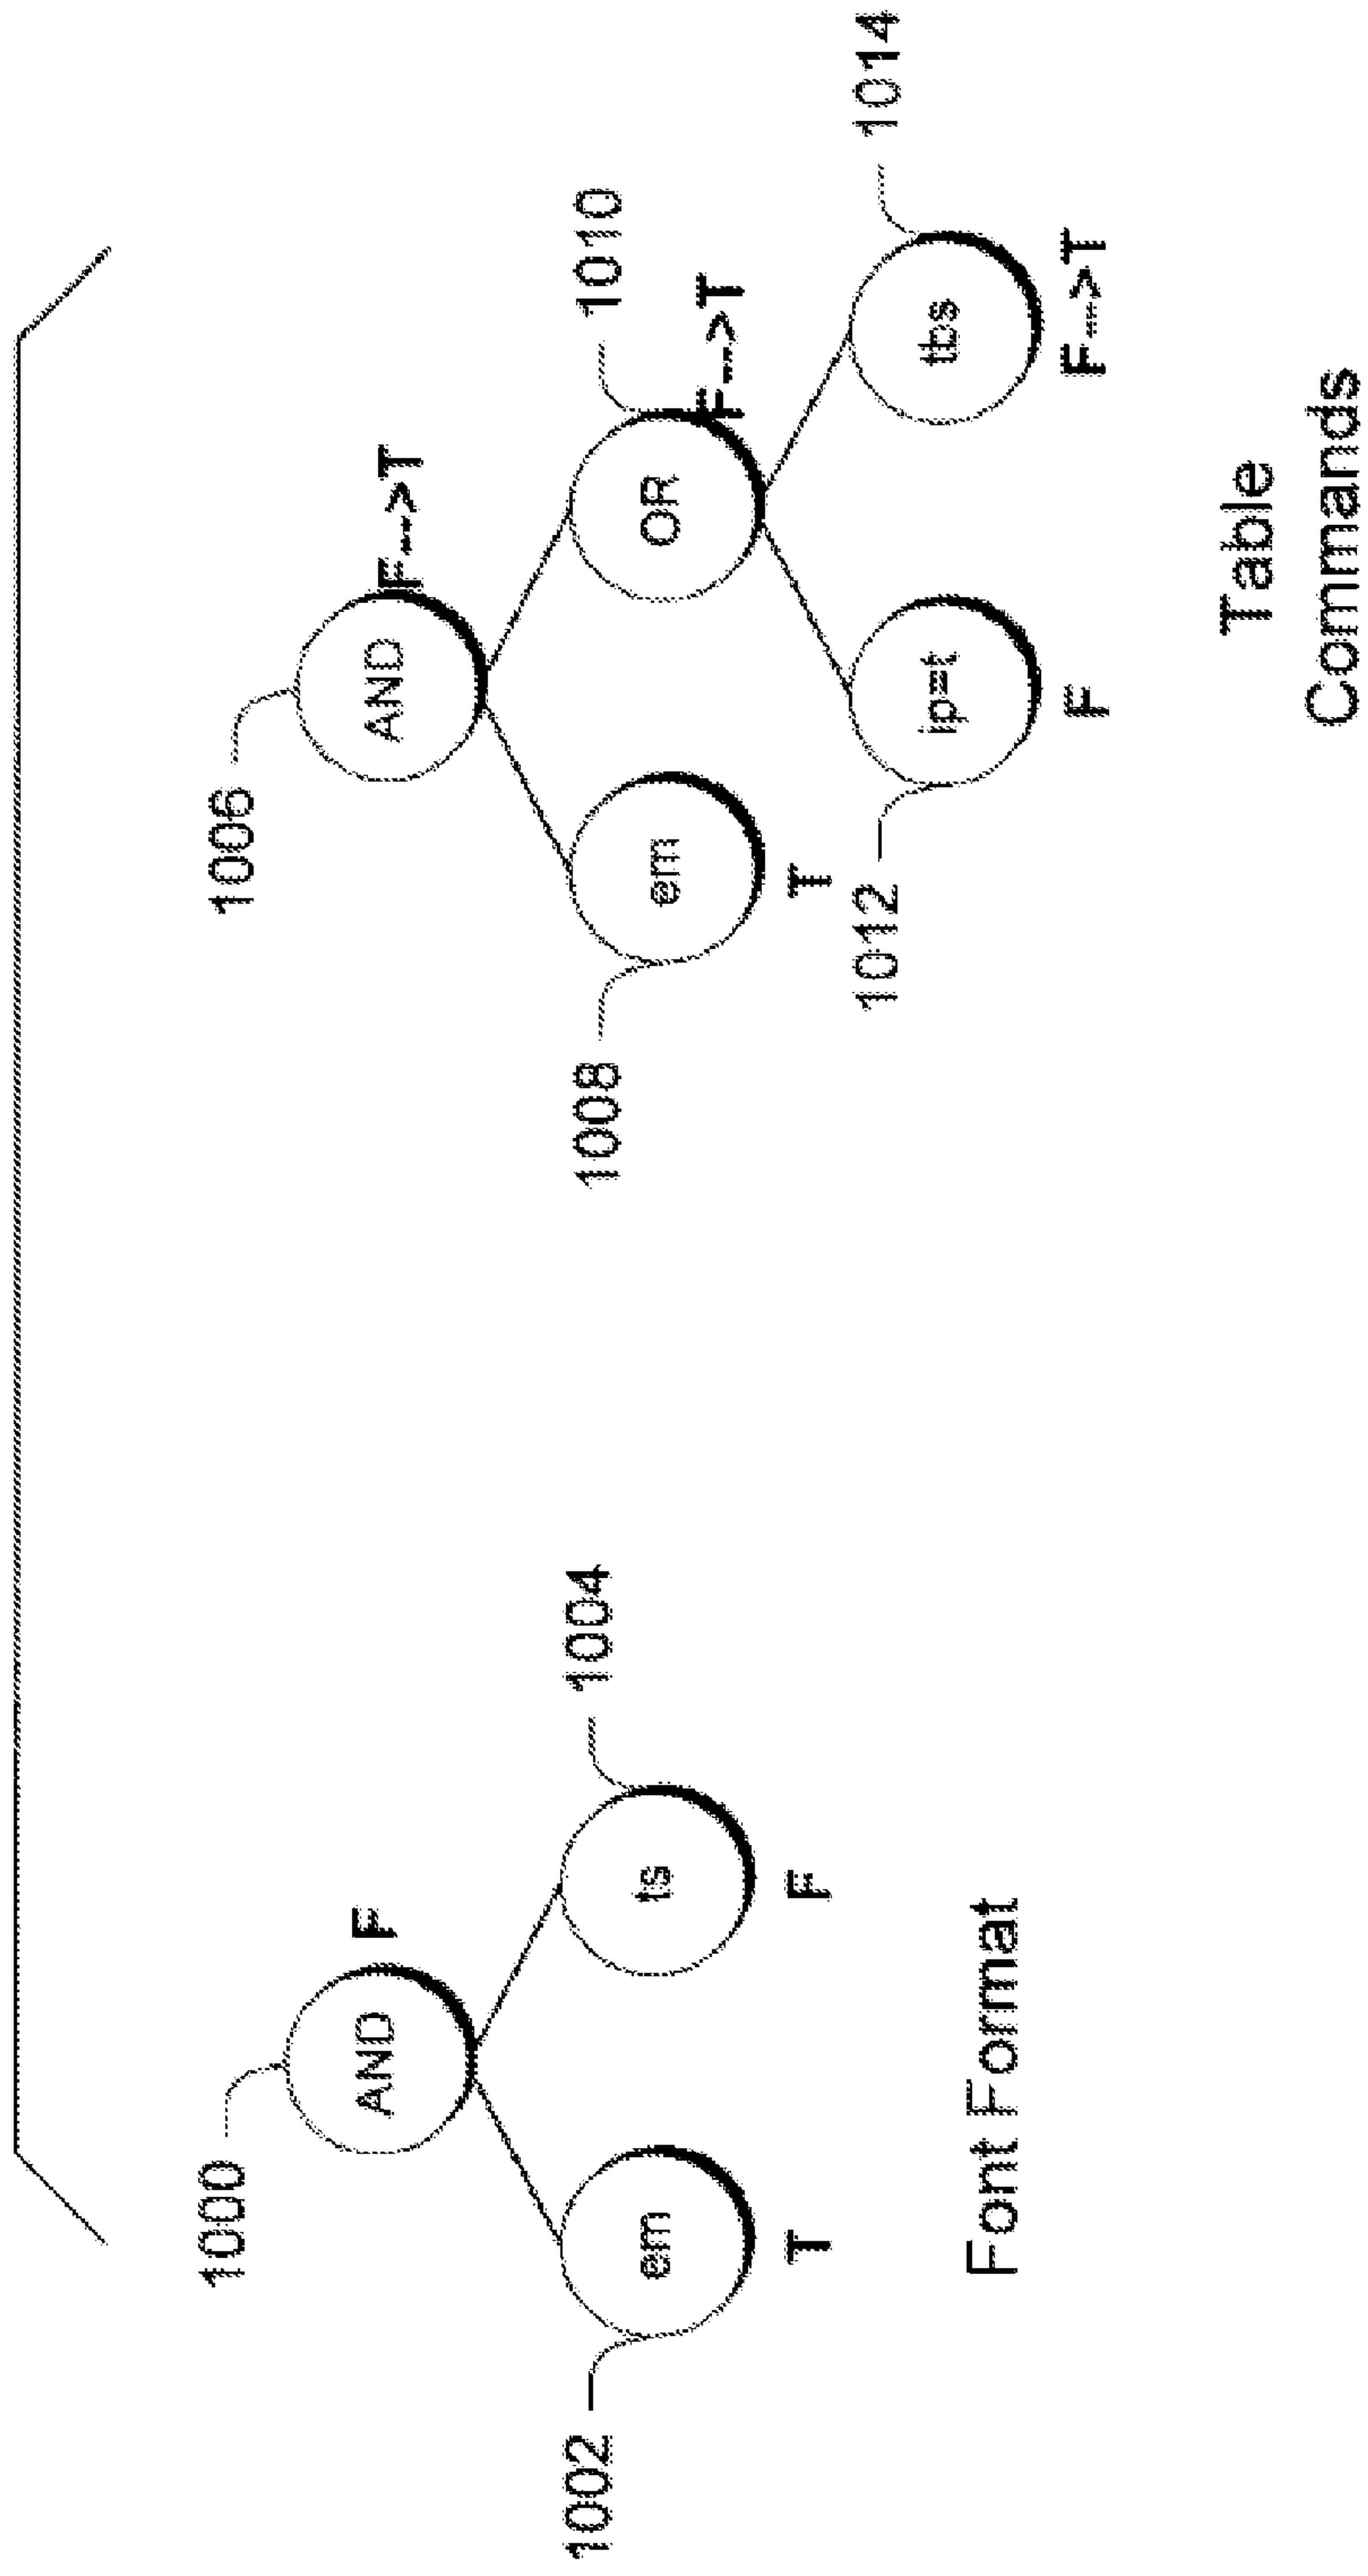 1000
AND F
1002
em
T
1004
ts
F
Font Format
1006
AND F-->T
1008
em
T
1010
OR F-->T
1012
ip=t
F
1014
tbs
F-->T
Table
Commands